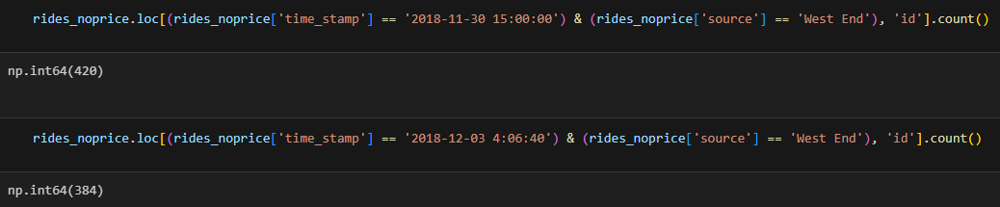 rides_noprice.loc[(rides_noprice['time_stamp'] == '2018-11-30 15:00:00') & (rides_noprice['source'] == 'West End'), 'id'].count()
np.int64(420)
rides_noprice.loc[(rides_noprice['time_stamp'] == '2018-12-03 4:06:40') & (rides_noprice['source'] == 'West End'), 'id'].count()
np.int64(384)